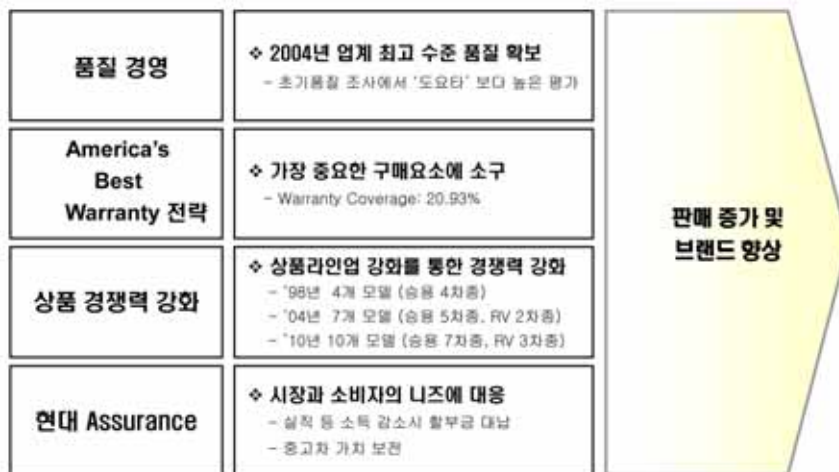 품질 경영
❖ 2004년 업계 최고 수준 품질 확보
- 초기품질 조사에서 '도요타' 보다 높은 평가
America's
Best
Warranty 전략
❖ 가장 중요한 구매요소에 소구
- Warranty Coverage: 20.93%
상품 경쟁력 강화
❖ 상품라인업 강화를 통한 경쟁력 강화
- '98년 4개 모델 (승용 4차종)
- '04년 7개 모델 (승용 5차종, RV 2차종)
- '10년 10개 모델 (승용 7차종, RV 3차종)
현대 Assurance
❖ 시장과 소비자의 니즈에 대응
- 실직 등 소득 감소시 할부금 대납
- 중고차 가치 보전
판매 증가 및
브랜드 향상